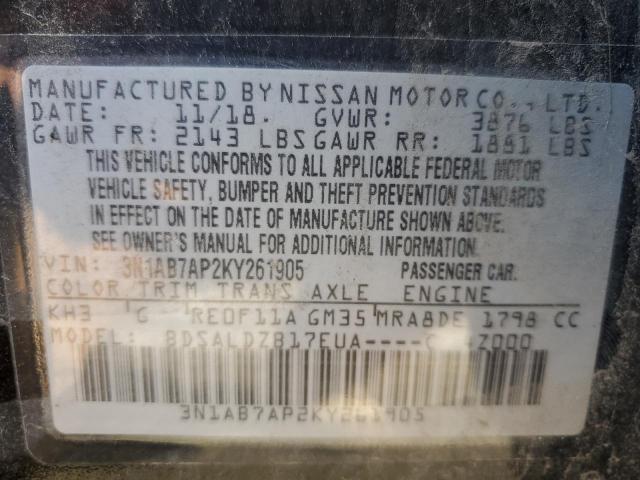 MANUFACTURED BY NISSAN MOTOR CO., LTD.
DATE: 11/18. GVWR: 3876 LBS
GAWR FR: 2143 LBS GAWR RR: 1881 LBS
THIS VEHICLE CONFORMS TO ALL APPLICABLE FEDERAL MOTOR
VEHICLE SAFETY, BUMPER AND THEFT PREVENTION STANDARDS
IN EFFECT ON THE DATE OF MANUFACTURE SHOWN ABOVE.
SEE OWNER'S MANUAL FOR ADDITIONAL INFORMATION.
VIN: 3N1AB7AP2KY261905 PASSENGER CAR.
COLOR TRIM TRANS AXLE ENGINE
KH3 G RE0F11A GM35 MRA8DE 1798 CC
MODEL:
3N1AB7AP2KY261905